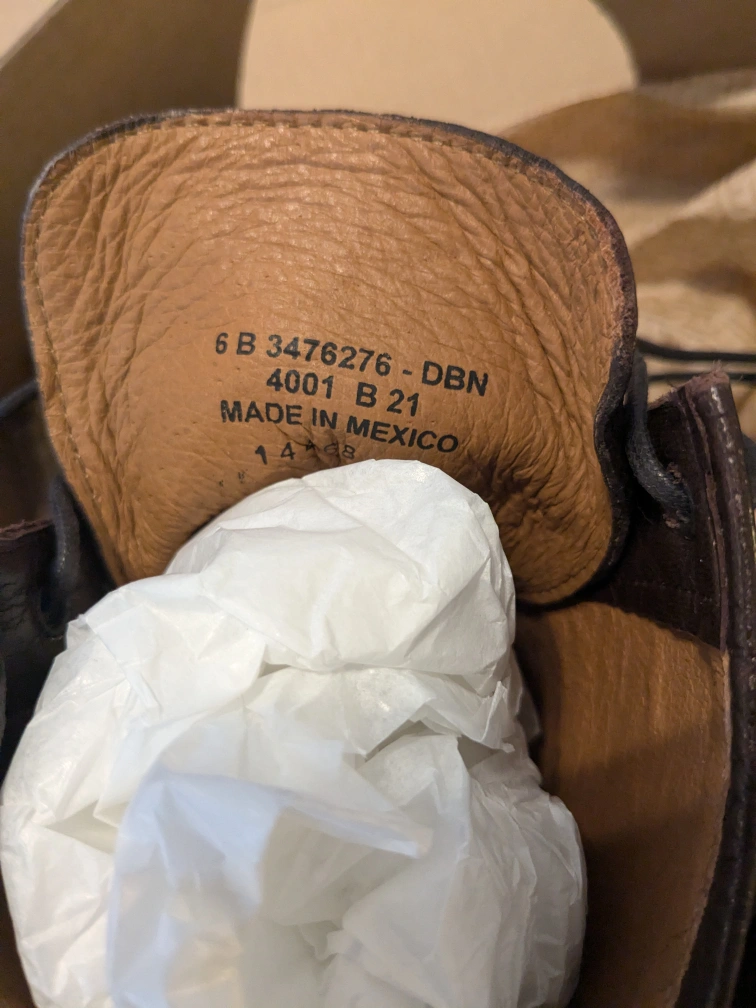 6 B 3476276 - DBN
4001 B 21
MADE IN MEXICO